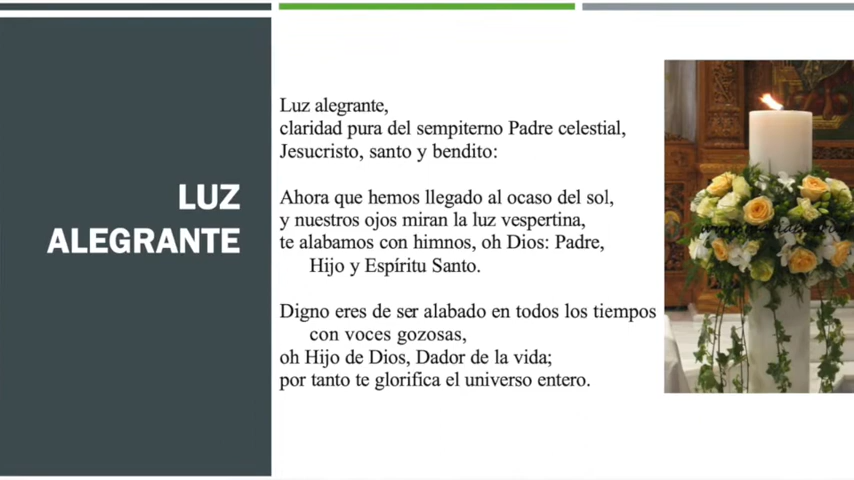 LUZ
ALEGRANTE
Luz alegrante,
claridad pura del sempiterno Padre celestial,
Jesucristo, santo y bendito:
Ahora que hemos llegado al ocaso del sol,
y nuestros ojos miran la luz vespertina,
te alabamos con himnos, oh Dios: Padre,
Hijo y Espíritu Santo.
Digno eres de ser alabado en todos los tiempos
con voces gozosas,
oh Hijo de Dios, Dador de la vida;
por tanto te glorifica el universo entero.